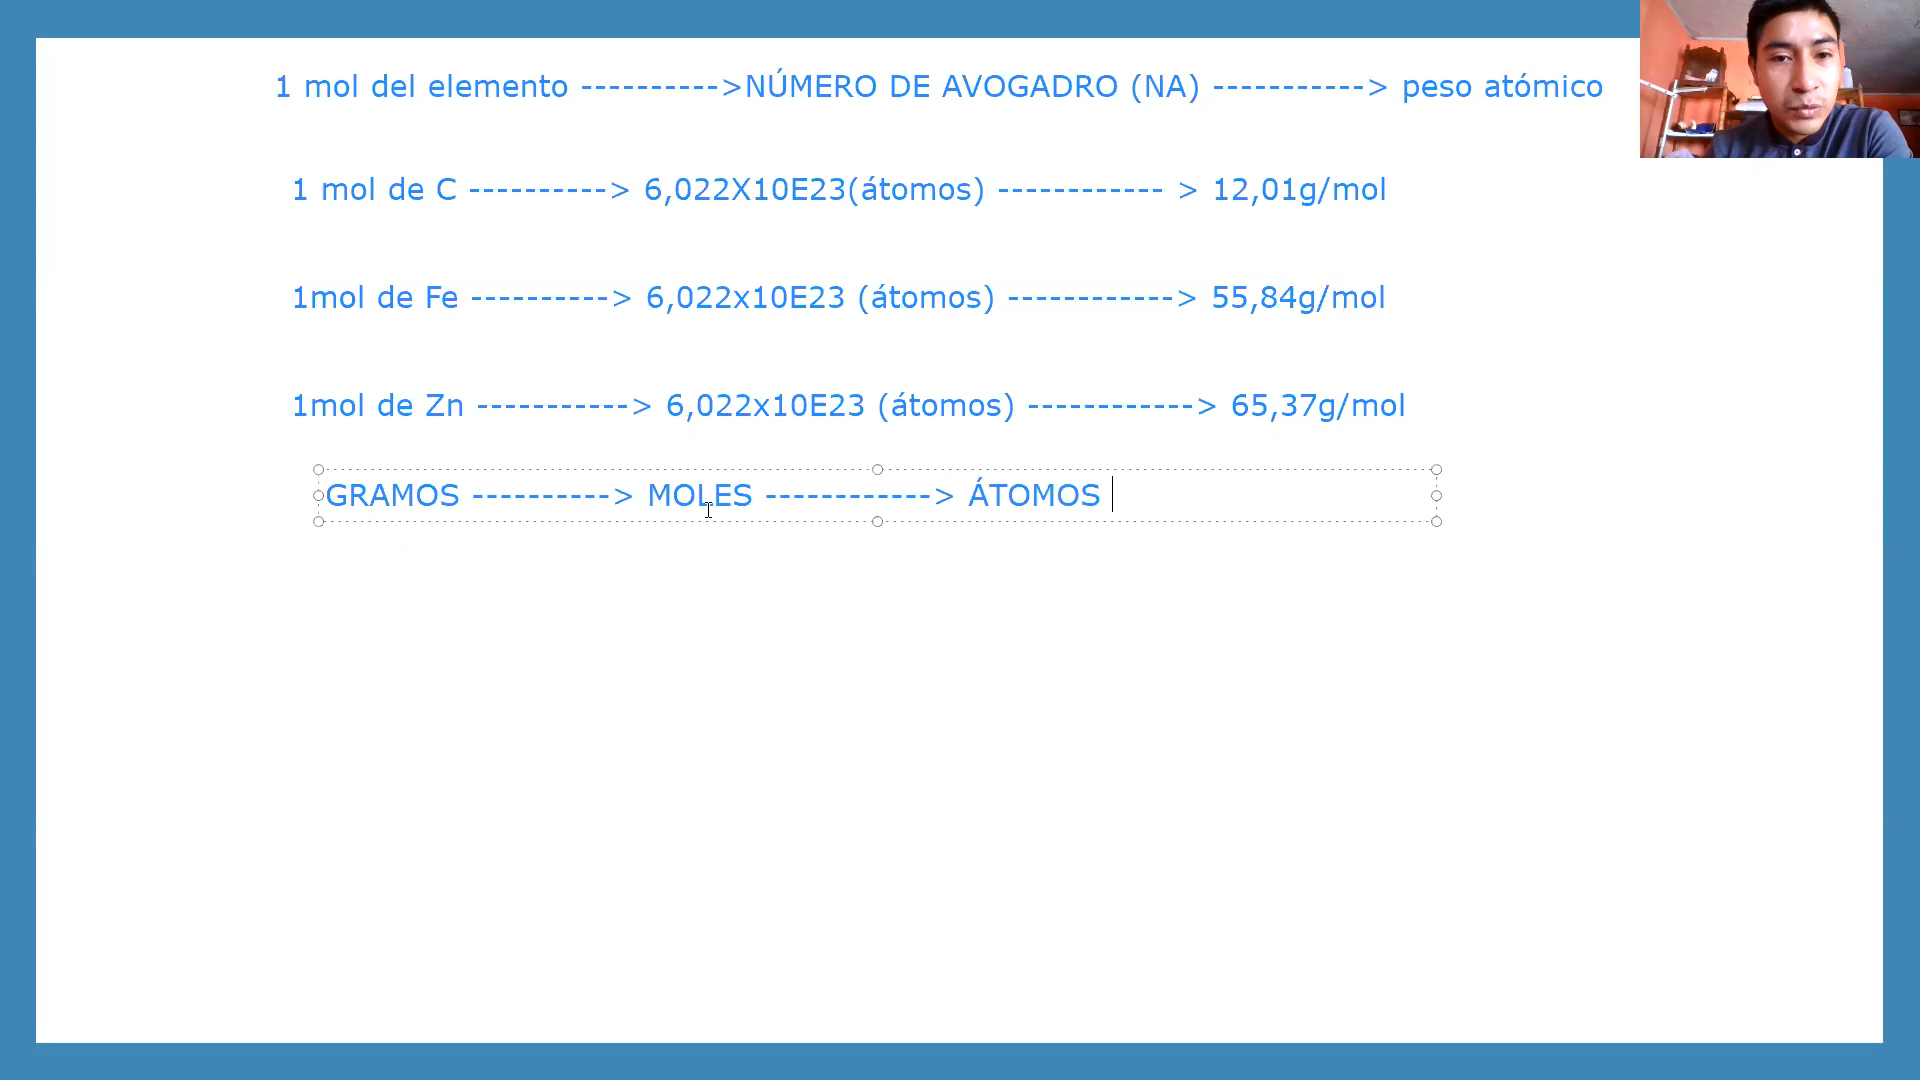 1 mol del elemento ---------->NÚMERO DE AVOGADRO (NA) -----------> peso atómico
1 mol de C ----------> 6,022X10E23(átomos) ------------ > 12,01g/mol
1mol de Fe ----------> 6,022x10E23 (átomos) ------------> 55,84g/mol
1mol de Zn -----------> 6,022x10E23 (átomos) ------------> 65,37g/mol
GRAMOS ----------> MOLES ------------> ÁTOMOS